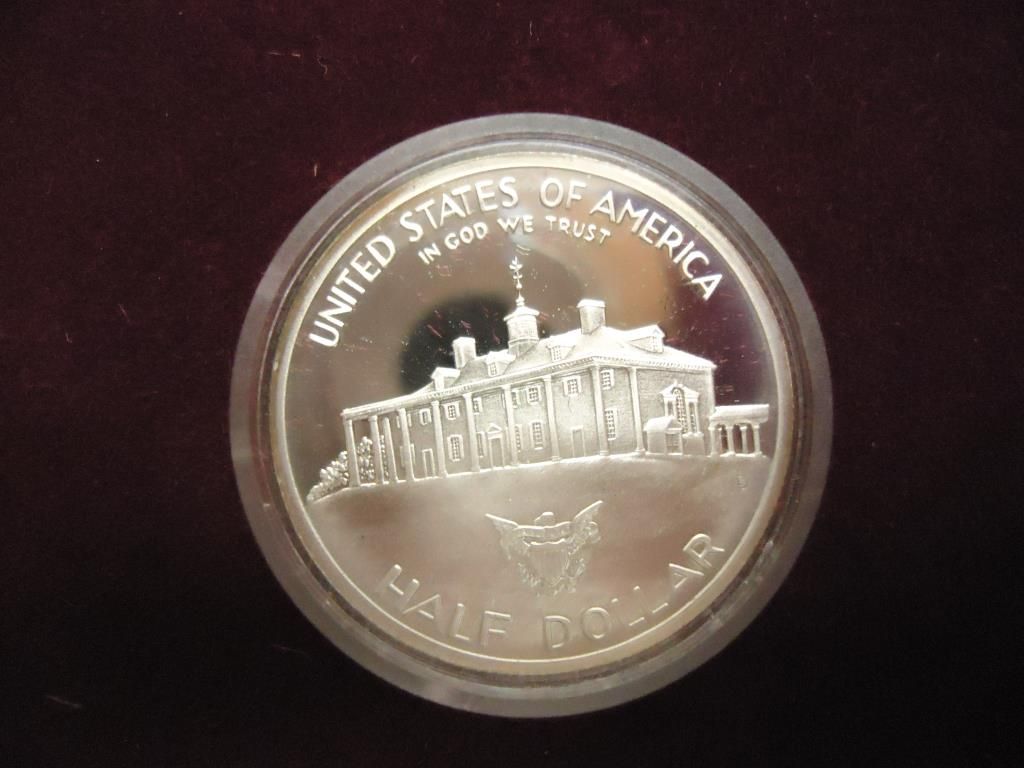 UNITED STATES OF AMERICA
IN GOD WE TRUST
HALF DOLLAR